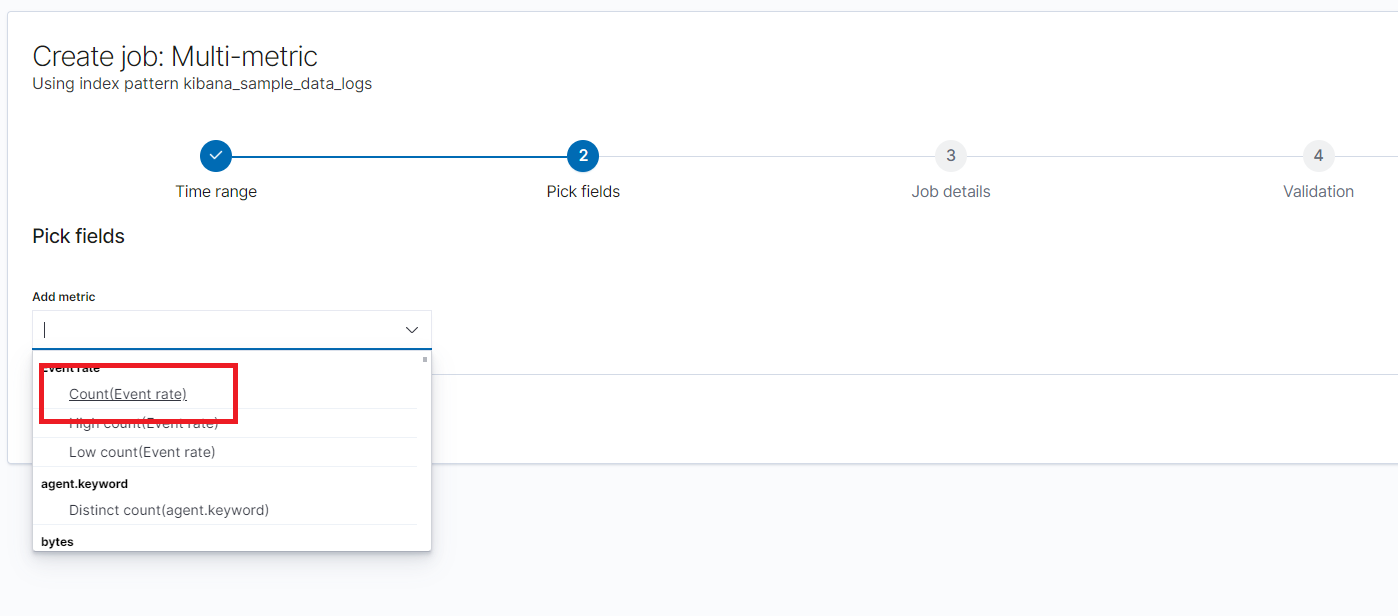 Create job: Multi-metric
Using index pattern kibana_sample_data_logs
2
3
4
Time range
Pick fields
Job details
Validation
Pick fields
Add metric
Event rate
Count(Event rate)
High count(Event rate)
Low count(Event rate)
agent.keyword
Distinct count(agent.keyword)
bytes